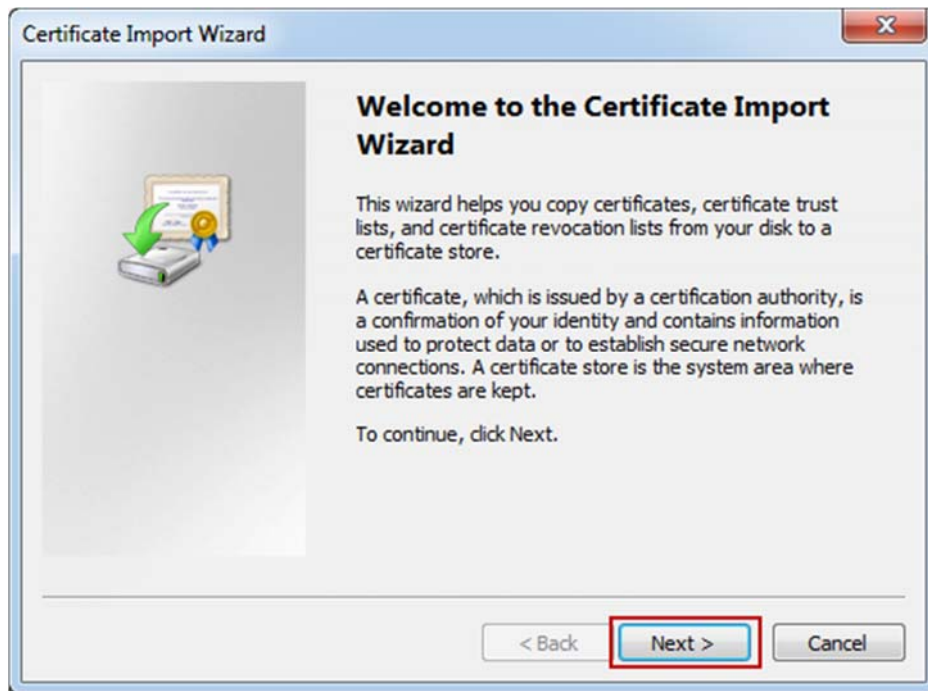 Certificate Import Wizard
Welcome to the Certificate Import
Wizard
This wizard helps you copy certificates, certificate trust
lists, and certificate revocation lists from your disk to a
certificate store.
A certificate, which is issued by a certification authority, is
a confirmation of your identity and contains information
used to protect data or to establish secure network
connections. A certificate store is the system area where
certificates are kept.
To continue, click Next.
< Back Next > Cancel